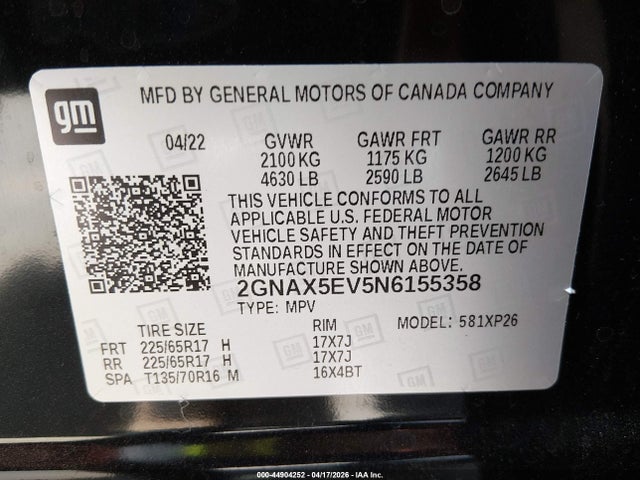 gm
MFD BY GENERAL MOTORS OF CANADA COMPANY
04/22 GVWR GAWR FRT GAWR RR
2100 KG 1175 KG 1200 KG
4630 LB 2590 LB 2645 LB
THIS VEHICLE CONFORMS TO ALL
APPLICABLE U.S. FEDERAL MOTOR
VEHICLE SAFETY AND THEFT PREVENTION
STANDARDS IN EFFECT ON THE DATE OF
MANUFACTURE SHOWN ABOVE.
2GNAX5EV5N6155358
TYPE: MPV
TIRE SIZE RIM MODEL: 581XP26
FRT 225/65R17 H 17X7J
RR 225/65R17 H 17X7J
SPA T135/70R16 M 16X4BT
000-44904252 | 04/17/2026 - IAA Inc.